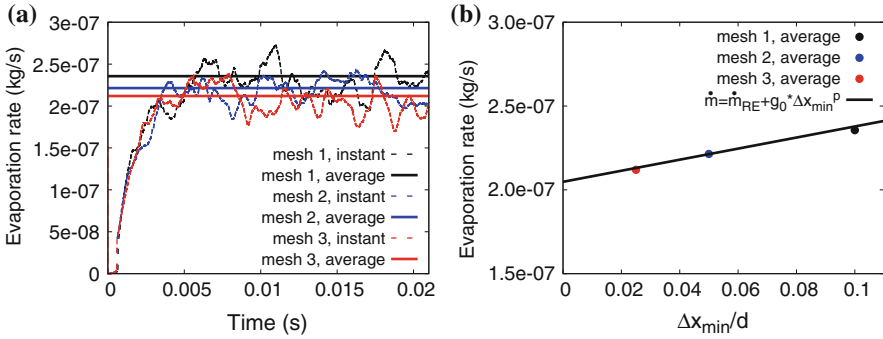 (a)
Evaporation rate (kg/s)
3e-07
2.5e-07
2e-07
1.5e-07
1e-07
5e-08
0
mesh 1, instant
mesh 1, average
mesh 2, instant
mesh 2, average
mesh 3, instant
mesh 3, average
0 0.005 0.01 0.015 0.02
Time (s)
(b)
Evaporation rate (kg/s)
3.0e-07
2.5e-07
2.0e-07
1.5e-07
mesh 1, average
mesh 2, average
mesh 3, average
ṁ=ṁRE+g0*Δxminp
0 0.02 0.04 0.06 0.08 0.1
Δxmin/d